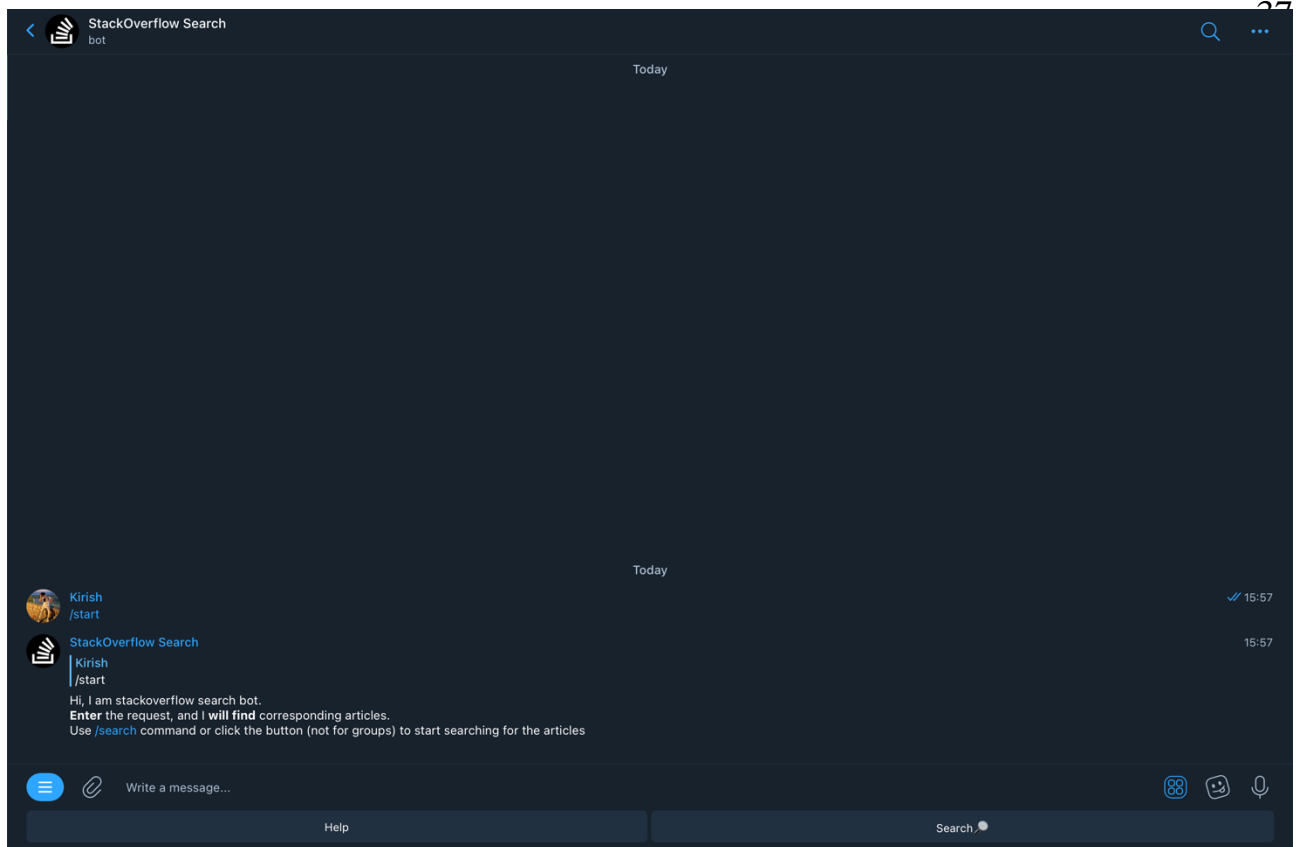 37
StackOverflow Search
bot
Today
Today
Kirish
15:57
/start
StackOverflow Search
15:57
Kirish
/start
Hi, I am stackoverflow search bot.
Enter the request, and I will find corresponding articles.
Use /search command or click the button (not for groups) to start searching for the articles
Write a message...
Help
Search